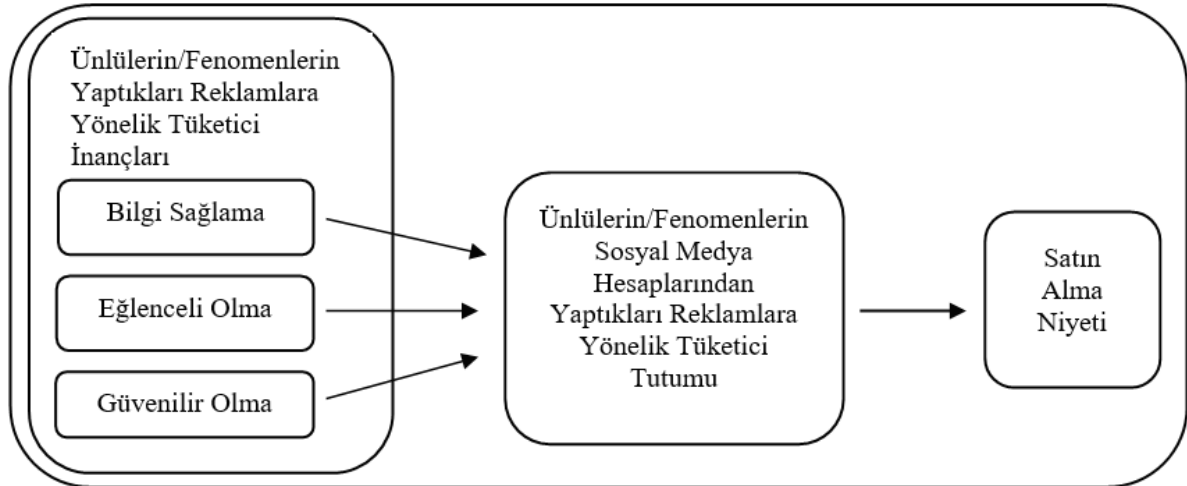 Ünlülerin/Fenomenlerin
Yaptıkları Reklamlara
Yönelik Tüketici
İnançları
Bilgi Sağlama
Eğlenceli Olma
Güvenilir Olma
Ünlülerin/Fenomenlerin
Sosyal Medya
Hesaplarından
Yaptıkları Reklamlara
Yönelik Tüketici
Tutumu
Satın
Alma
Niyeti